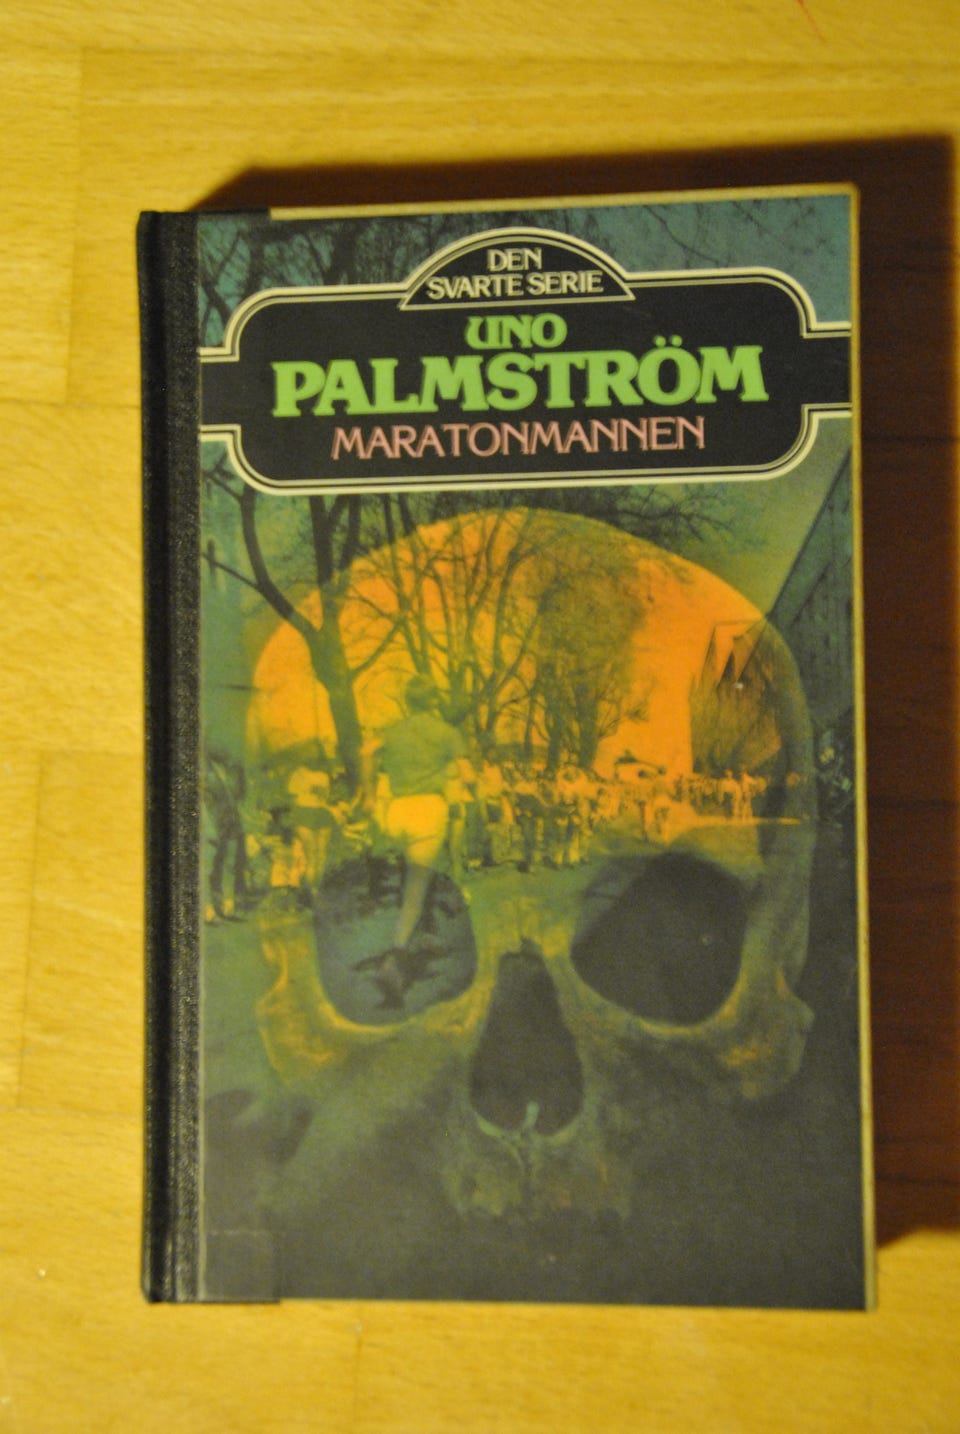 DEN
SVARTE SERIE
UNO
PALMSTRÖM
MARATONMANNEN